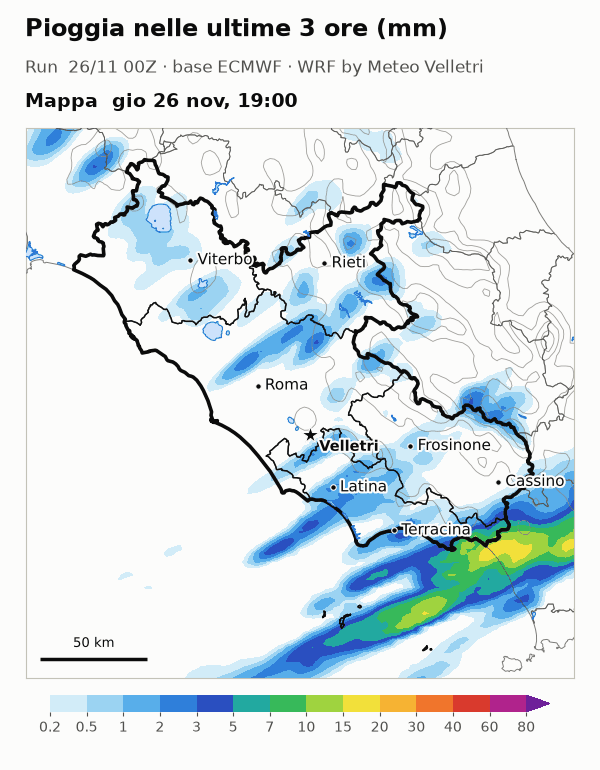 Pioggia nelle ultime 3 ore (mm)
Run  26/11 00Z · base ECMWF · WRF by Meteo Velletri
Mappa  gio 26 nov, 19:00
Viterbo
Rieti
Roma
Velletri
Frosinone
Latina
Cassino
Terracina
50 km
0.2 0.5 1 2 3 5 7 10 15 20 30 40 60 80